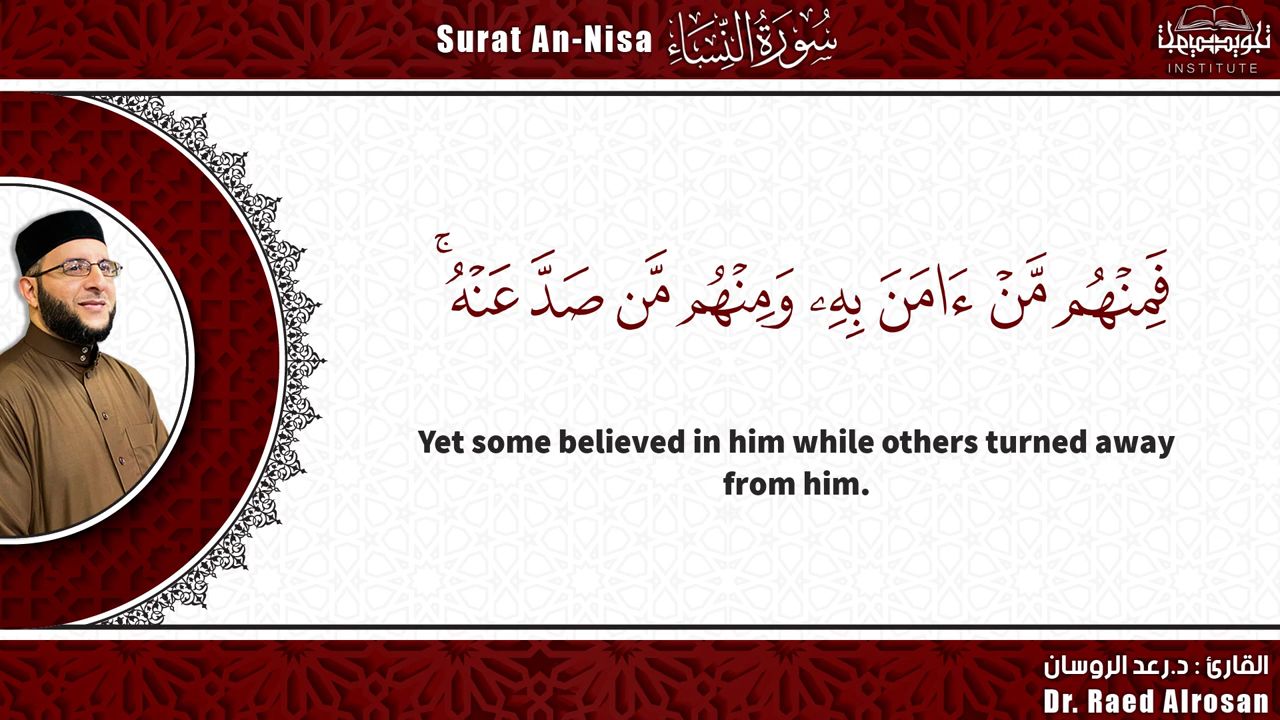 Surat An-Nisa سُورَةُ النِّسَاءِ
INSTITUTE
فَمِنْهُم مَّنْ ءَامَنَ بِهِۦ وَمِنْهُم مَّن صَدَّ عَنْهُ ۚ
Yet some believed in him while others turned away
from him.
القارئ : د.رعد الروسان
Dr. Raed Alrosan